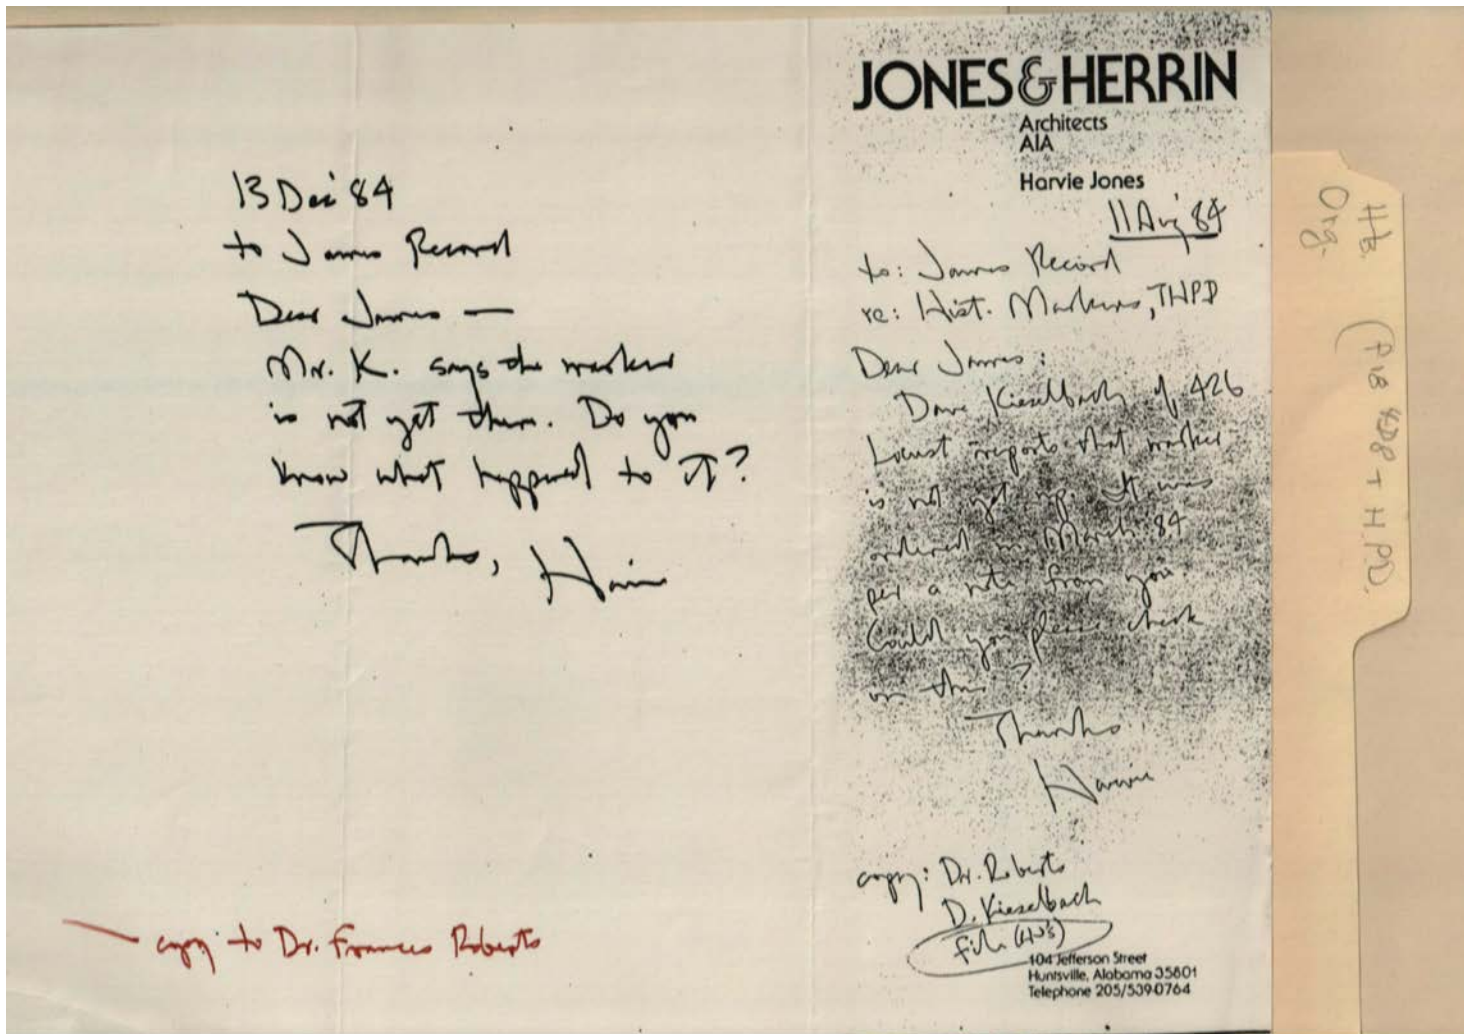 13 Dec '84
to James Record
Dear James —
Mr. K. says the marker
is not yet there. Do you
know what happened to it?
Thanks, Harvie
copy to Dr. Frances Roberts
JONES & HERRIN
Architects
AIA
Harvie Jones
11 Aug '84
to: James Record
re: Hist. Markers, THPD
Dear James:
Dave Kieselbach of 426
Locust reports that marker
is not yet up. It was
ordered in March '84
per a note from you.
Could you please check
on this?
Thanks
Harvie
copy: Dr. Roberts
D. Kieselbach
file (HD's)
104 Jefferson Street
Huntsville, Alabama 35801
Telephone 205/539-0764
Org.
H.P.D.